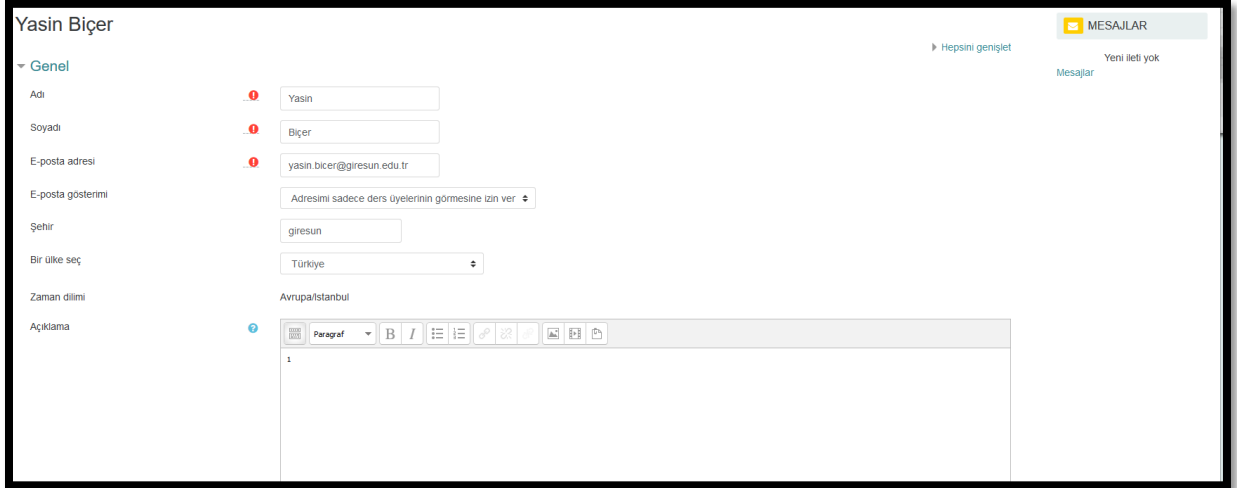 Yasin Biçer
MESAJLAR
Hepsini genişlet
Yeni ileti yok
Mesajlar
Genel
Adı
Yasin
Soyadı
Biçer
E-posta adresi
yasin.bicer@giresun.edu.tr
E-posta gösterimi
Adresimi sadece ders üyelerinin görmesine izin ver
Şehir
giresun
Bir ülke seç
Türkiye
Zaman dilimi
Avrupa/Istanbul
Açıklama
Paragraf
B I
1